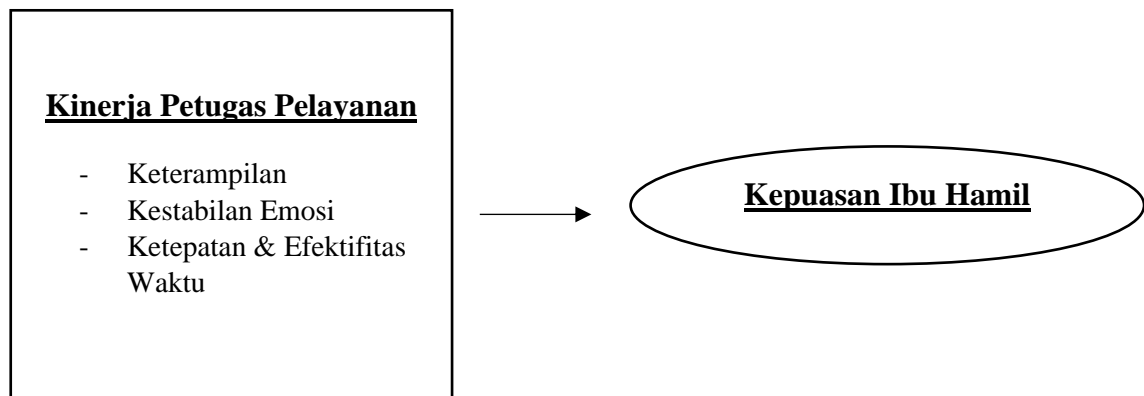 Kinerja Petugas Pelayanan
- Keterampilan
- Kestabilan Emosi
- Ketepatan & Efektifitas
Waktu
Kepuasan Ibu Hamil